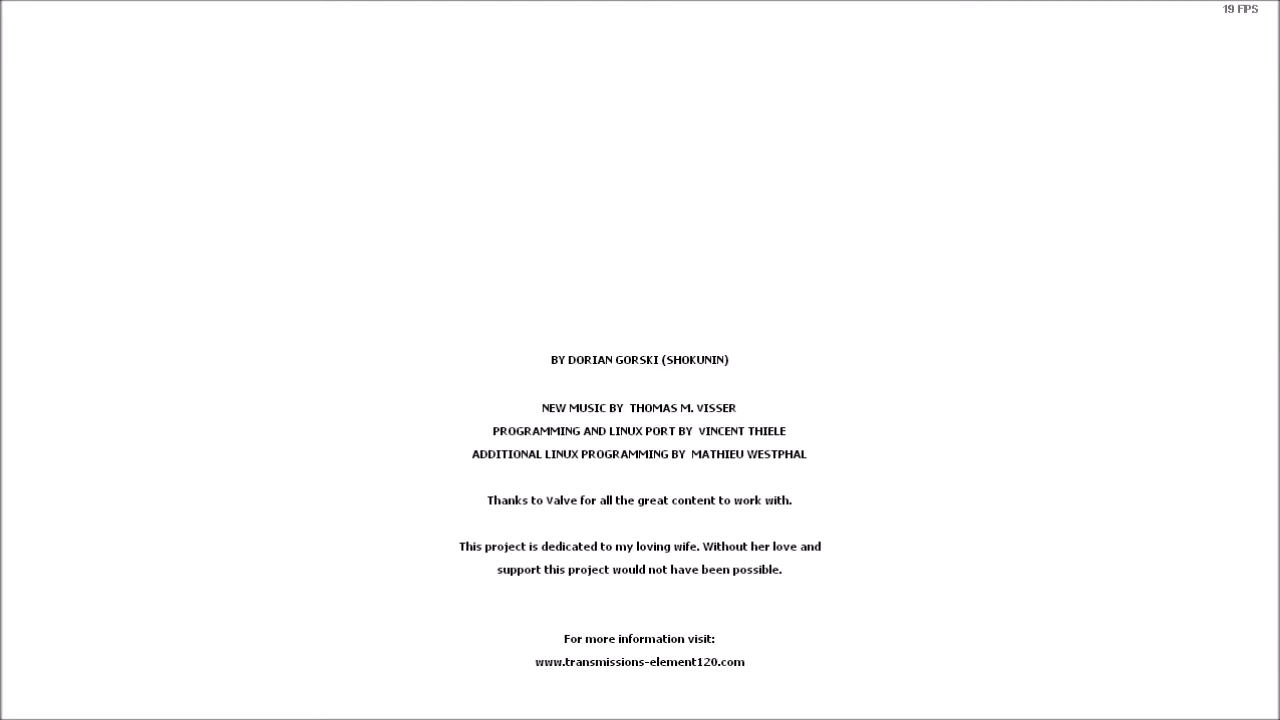 19 FPS
BY DORIAN GORSKI (SHOKUNIN)
NEW MUSIC BY  THOMAS M. VISSER
PROGRAMMING AND LINUX PORT BY  VINCENT THIELE
ADDITIONAL LINUX PROGRAMMING BY  MATHIEU WESTPHAL
Thanks to Valve for all the great content to work with.
This project is dedicated to my loving wife. Without her love and
support this project would not have been possible.
For more information visit:
www.transmissions-element120.com